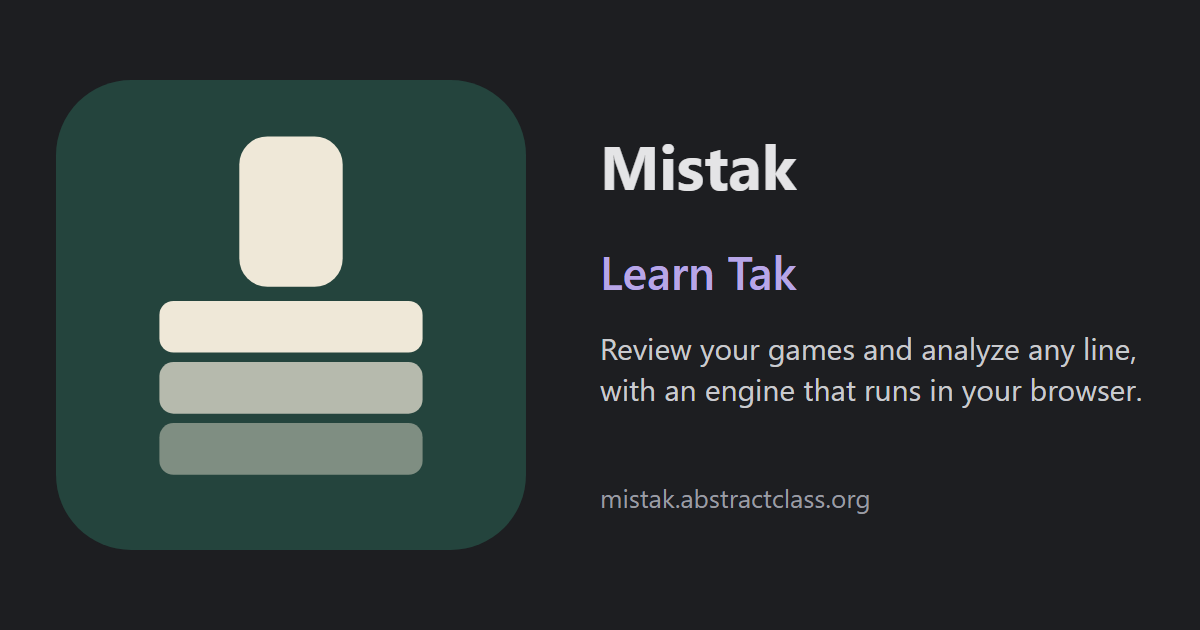 Mistak
Learn Tak
Review your games and analyze any line,
with an engine that runs in your browser.
mistak.abstractclass.org